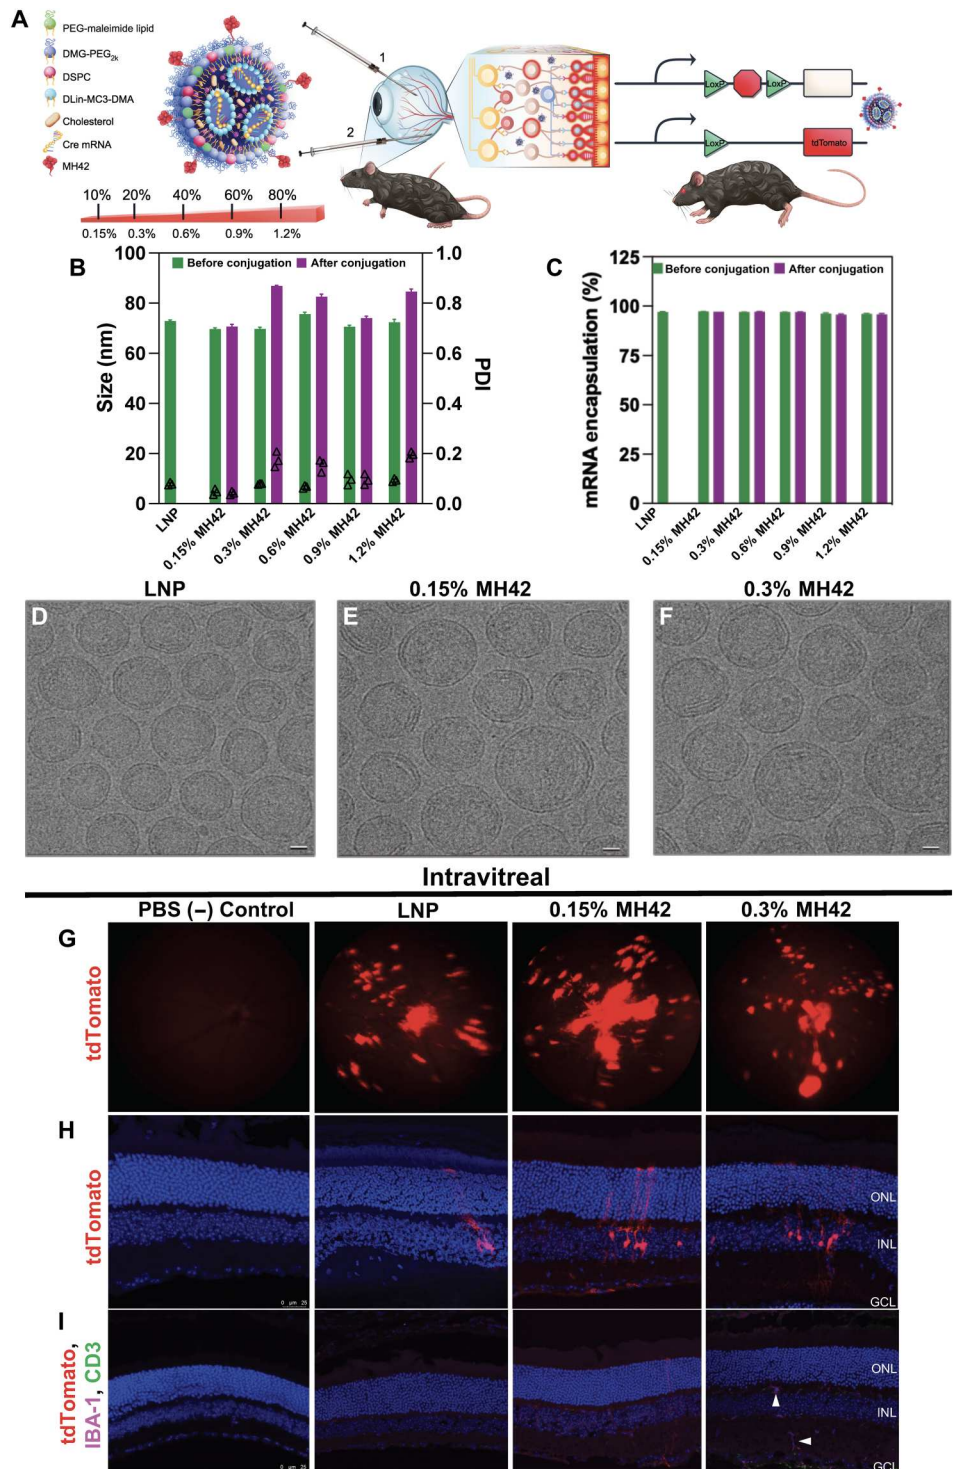 A
PEG-maleimide lipid
DMG-PEG2k
DSPC
DLin-MC3-DMA
Cholesterol
Cre mRNA
MH42
10% 20% 40% 60% 80%
0.15% 0.3% 0.6% 0.9% 1.2%
1
2
LoxP LoxP
LoxP tdTomato
B
Before conjugation After conjugation
Size (nm)
100
80
60
40
20
0
PDI
1.0
0.8
0.6
0.4
0.2
0.0
LNP
0.15% MH42
0.3% MH42
0.6% MH42
0.9% MH42
1.2% MH42
C
Before conjugation After conjugation
mRNA encapsulation (%)
125
100
75
50
25
0
LNP
0.15% MH42
0.3% MH42
0.6% MH42
0.9% MH42
1.2% MH42
LNP 0.15% MH42 0.3% MH42
D E F
Intravitreal
PBS (–) Control LNP 0.15% MH42 0.3% MH42
G
tdTomato
H
tdTomato
0 µm 25
ONL
INL
GCL
I
tdTomato,
IBA-1, CD3
0 µm 25
ONL
INL
GCL